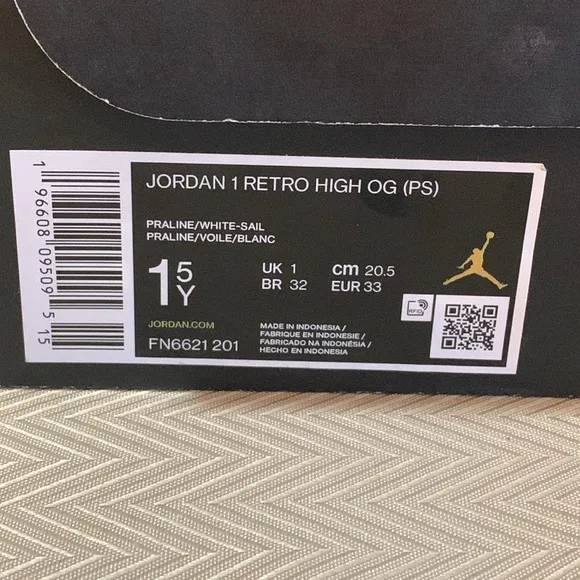 JORDAN 1 RETRO HIGH OG (PS)
PRALINE/WHITE-SAIL
PRALINE/VOILE/BLANC
1 5 Y
UK 1 cm 20.5
BR 32 EUR 33
RFID
JORDAN.COM
FN6621 201
MADE IN INDONESIA /
FABRIQUE EN INDONESIE /
FABRICADO NA INDONÉSIA /
HECHO EN INDONESIA
1 96608 09509 5 15